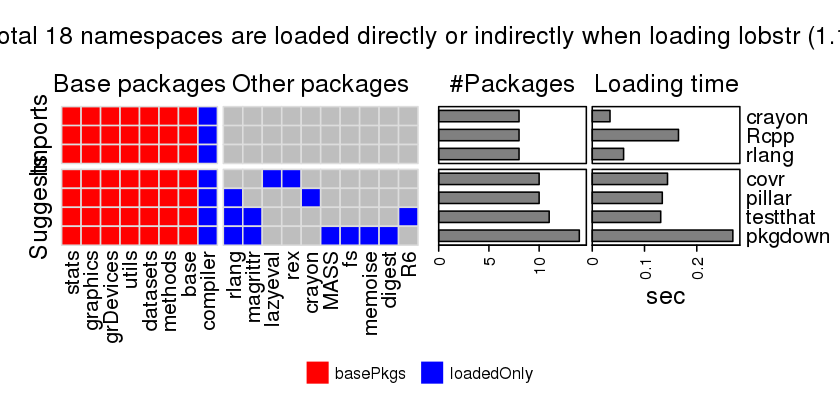 otal 18 namespaces are loaded directly or indirectly when loading lobstr (1.
Base packages Other packages #Packages Loading time
Imports
Suggests
crayon
Rcpp
rlang
covr
pillar
testthat
pkgdown
stats
graphics
grDevices
utils
datasets
methods
base
compiler
rlang
magrittr
lazyeval
rex
crayon
MASS
fs
memoise
digest
R6
0 5 10
0 0.1 0.2
sec
basePkgs loadedOnly